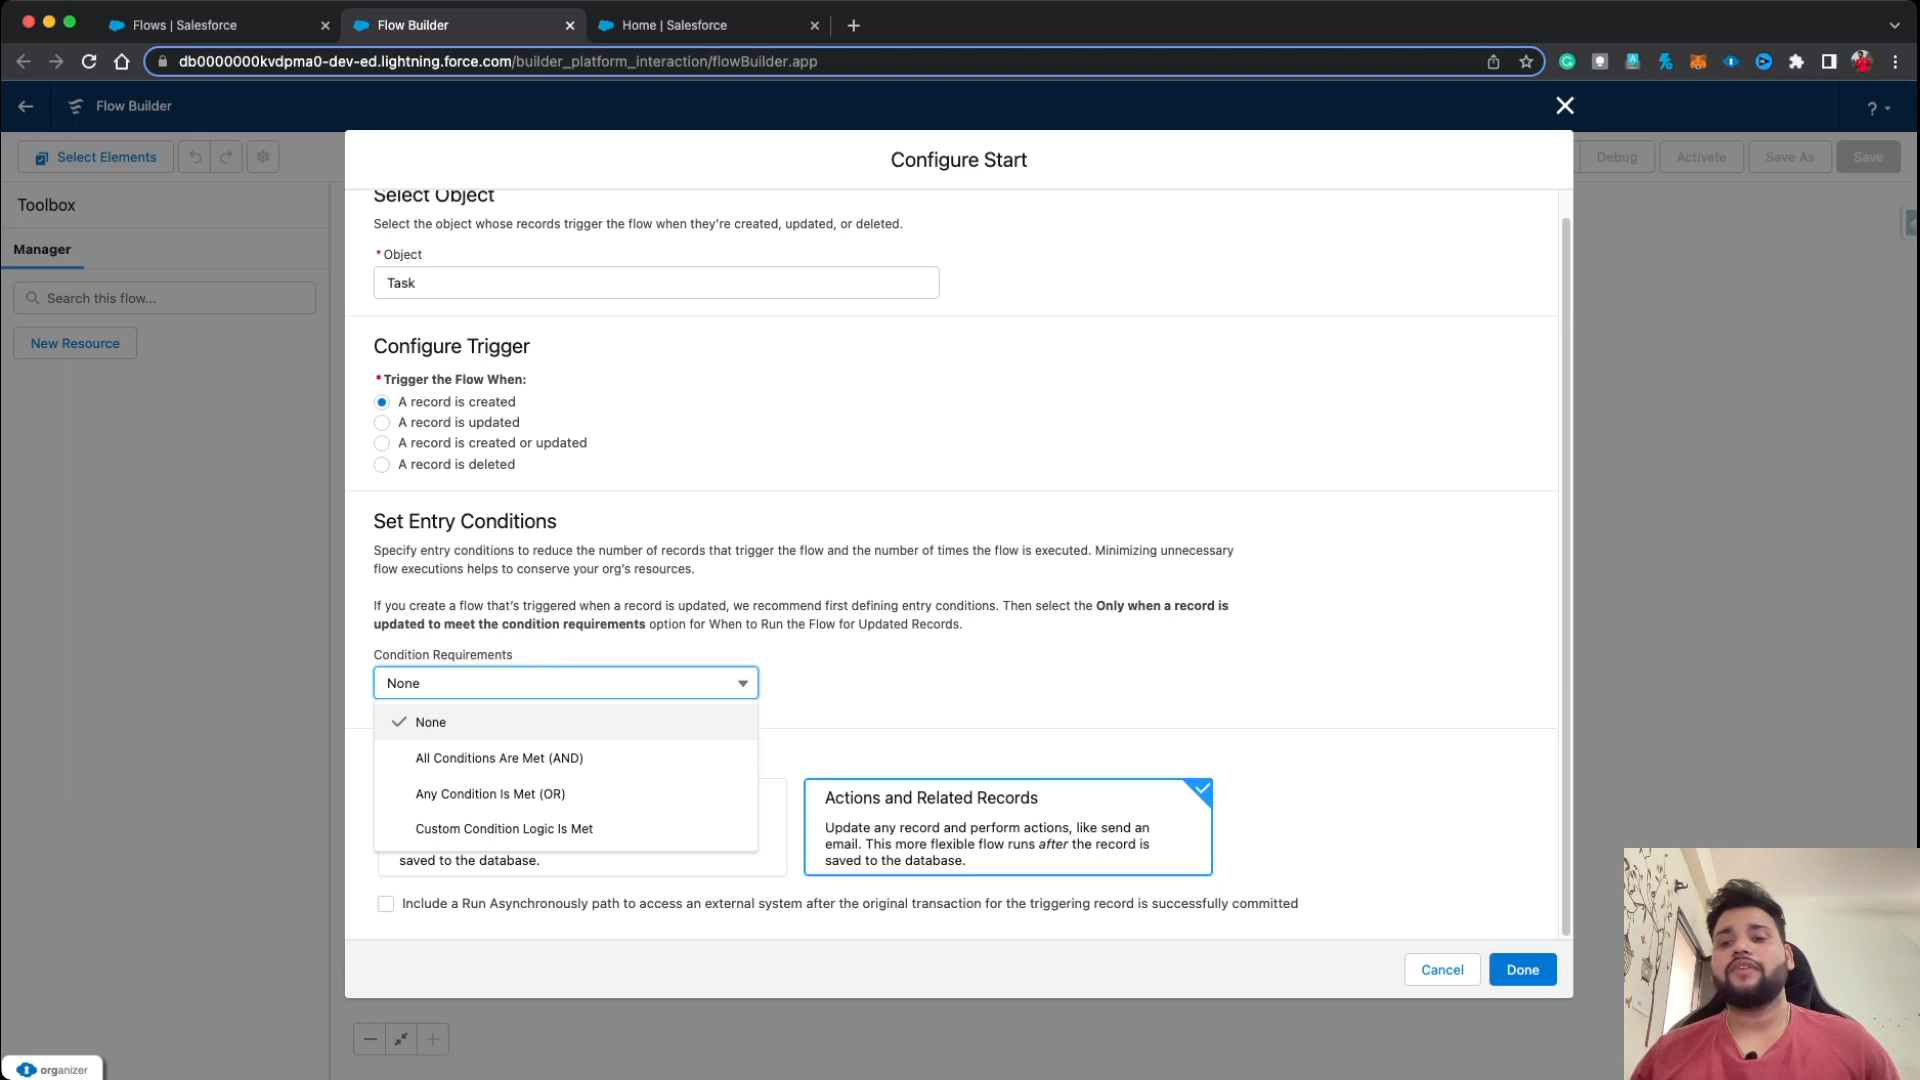 Flows | Salesforce
Flow Builder
Home | Salesforce
db0000000kvdpma0-dev-ed.lightning.force.com/builder_platform_interaction/flowBuilder.app
Flow Builder
?
Select Elements
Debug
Activate
Save As
Save
Configure Start
Toolbox
Manager
Search this flow...
New Resource
Select Object
Select the object whose records trigger the flow when they're created, updated, or deleted.
* Object
Task
Configure Trigger
* Trigger the Flow When:
A record is created
A record is updated
A record is created or updated
A record is deleted
Set Entry Conditions
Specify entry conditions to reduce the number of records that trigger the flow and the number of times the flow is executed. Minimizing unnecessary
flow executions helps to conserve your org's resources.
If you create a flow that's triggered when a record is updated, we recommend first defining entry conditions. Then select the Only when a record is
updated to meet the condition requirements option for When to Run the Flow for Updated Records.
Condition Requirements
None
None
All Conditions Are Met (AND)
Any Condition Is Met (OR)
Custom Condition Logic Is Met
saved to the database.
Actions and Related Records
Update any record and perform actions, like send an
email. This more flexible flow runs after the record is
saved to the database.
Include a Run Asynchronously path to access an external system after the original transaction for the triggering record is successfully committed
Cancel
Done
organizer